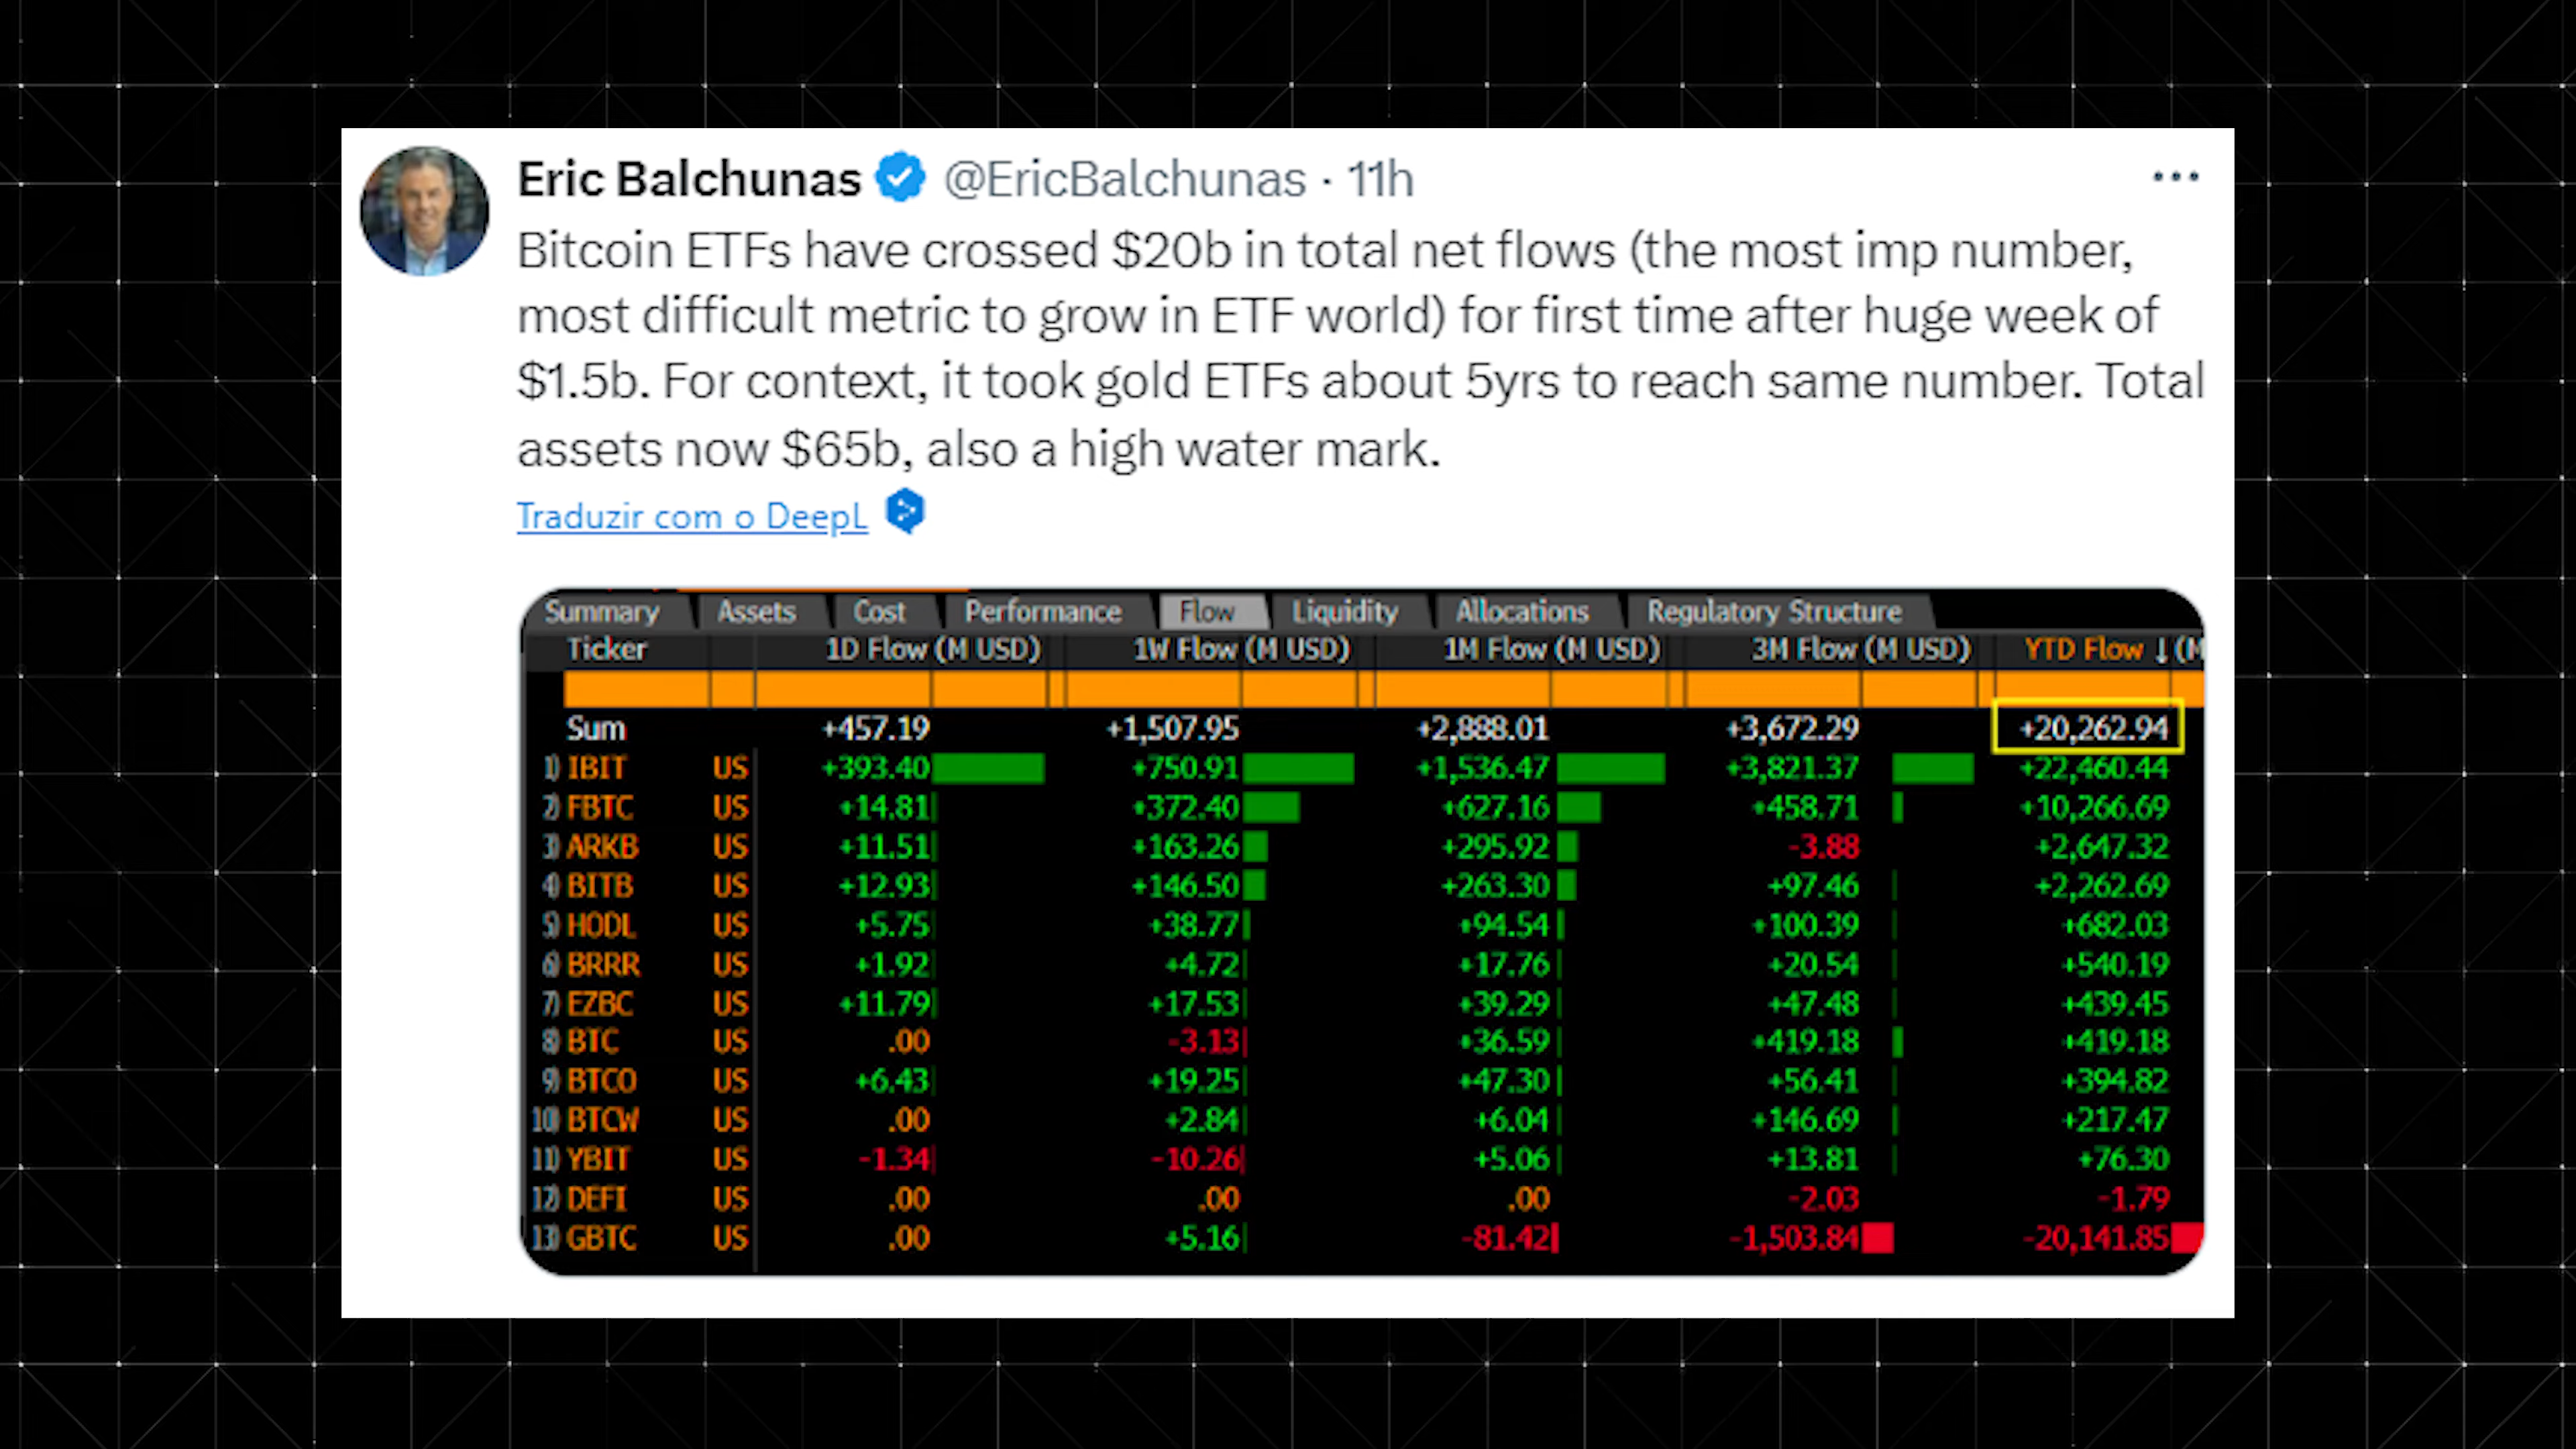 Eric Balchunas @EricBalchunas · 11h
Bitcoin ETFs have crossed $20b in total net flows (the most imp number,
most difficult metric to grow in ETF world) for first time after huge week of
$1.5b. For context, it took gold ETFs about 5yrs to reach same number. Total
assets now $65b, also a high water mark.
Traduzir com o DeepL
Summary Assets Cost Performance Flow Liquidity Allocations Regulatory Structure
Ticker 1D Flow (M USD) 1W Flow (M USD) 1M Flow (M USD) 3M Flow (M USD) YTD Flow ↓ (M
Sum +457.19 +1,507.95 +2,888.01 +3,672.29 +20,262.94
1) IBIT US +393.40 +750.91 +1,536.47 +3,821.37 +22,460.44
2) FBTC US +14.81 +372.40 +627.16 +458.71 +10,266.69
3) ARKB US +11.51 +163.26 +295.92 -3.88 +2,647.32
4) BITB US +12.93 +146.50 +263.30 +97.46 +2,262.69
5) HODL US +5.75 +38.77 +94.54 +100.39 +682.03
6) BRRR US +1.92 +4.72 +17.76 +20.54 +540.19
7) EZBC US +11.79 +17.53 +39.29 +47.48 +439.45
8) BTC US .00 -3.13 +36.59 +419.18 +419.18
9) BTCO US +6.43 +19.25 +47.30 +56.41 +394.82
10) BTCW US .00 +2.84 +6.04 +146.69 +217.47
11) YBIT US -1.34 -10.26 +5.06 +13.81 +76.30
12) DEFI US .00 .00 .00 -2.03 -1.79
13) GBTC US .00 +5.16 -81.42 -1,503.84 -20,141.85